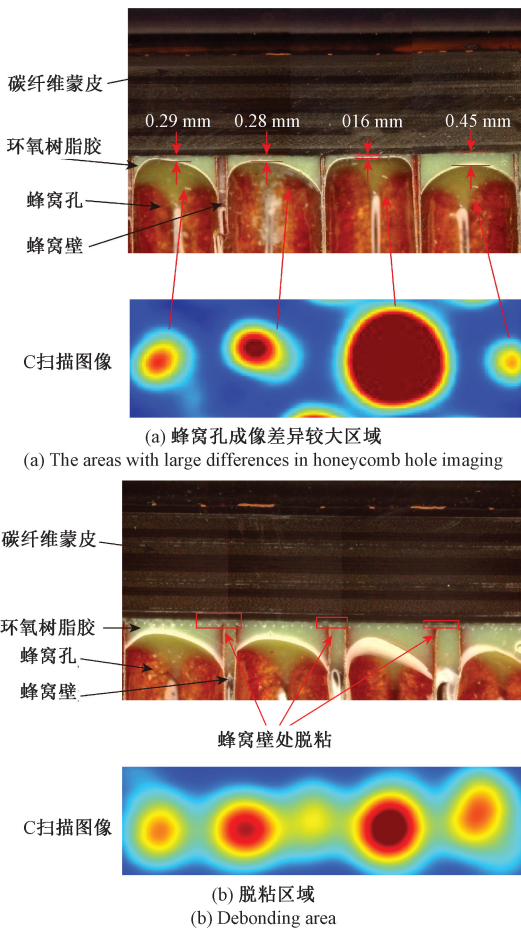 碳纤维蒙皮
0.29 mm 0.28 mm 016 mm 0.45 mm
环氧树脂胶
蜂窝孔
蜂窝壁
C扫描图像
(a) 蜂窝孔成像差异较大区域
(a) The areas with large differences in honeycomb hole imaging
碳纤维蒙皮
环氧树脂胶
蜂窝孔
蜂窝壁
蜂窝壁处脱粘
C扫描图像
(b) 脱粘区域
(b) Debonding area